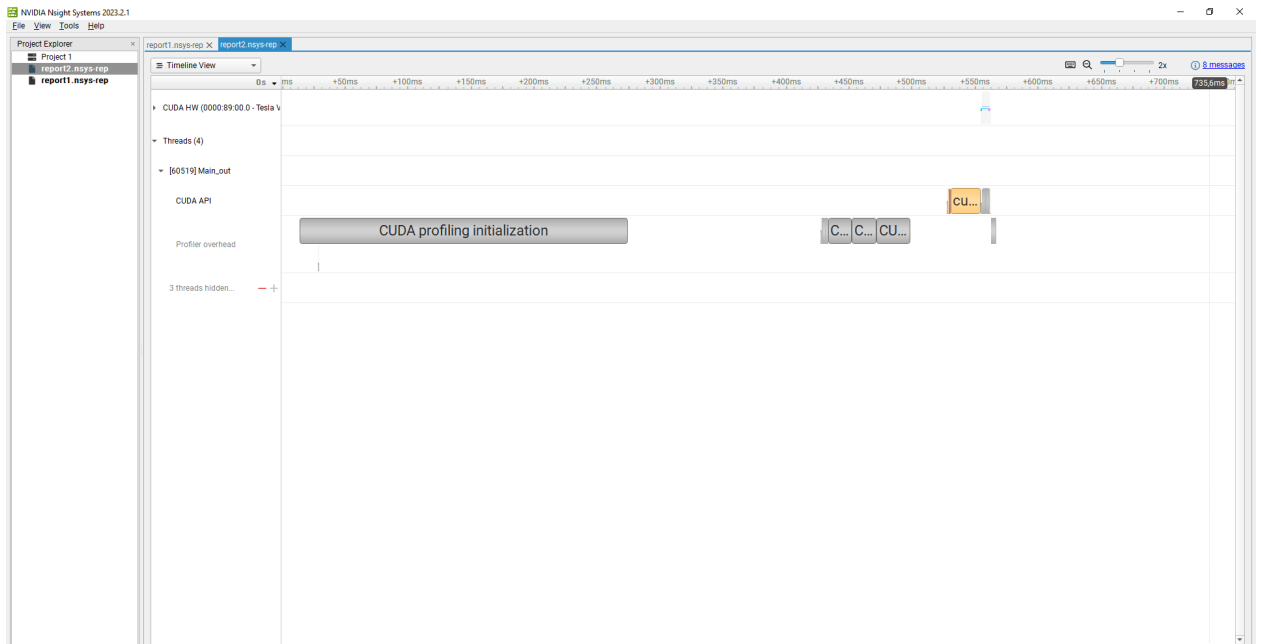 NVIDIA Nsight Systems 2023.2.1
File View Tools Help
Project Explorer
Project 1
report2.nsys-rep
report1.nsys-rep
report1.nsys-rep report2.nsys-rep
Timeline View
2x
8 messages
0s ms +50ms +100ms +150ms +200ms +250ms +300ms +350ms +400ms +450ms +500ms +550ms +600ms +650ms +700ms 735,6ms
CUDA HW (0000:89:00.0 - Tesla V
Threads (4)
[60519] Main_out
CUDA API
cu...
Profiler overhead
CUDA profiling initialization
C... C... CU...
3 threads hidden...